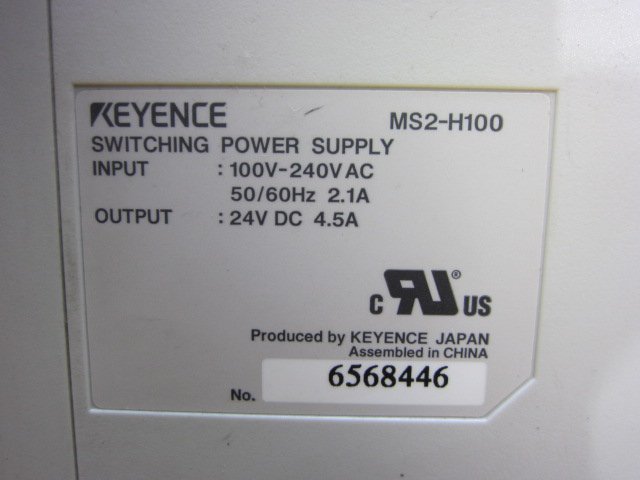 KEYENCE MS2-H100
SWITCHING POWER SUPPLY
INPUT : 100V-240V AC
50/60Hz 2.1A
OUTPUT : 24V DC 4.5A
c RU ® US
Produced by KEYENCE JAPAN
Assembled in CHINA
No. 6568446